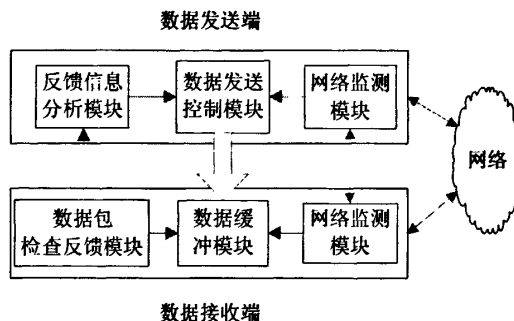 数据发送端
反馈信息
分析模块
数据发送
控制模块
网络监测
模块
网络
数据包
检查反馈模块
数据缓
冲模块
网络监测
模块
数据接收端